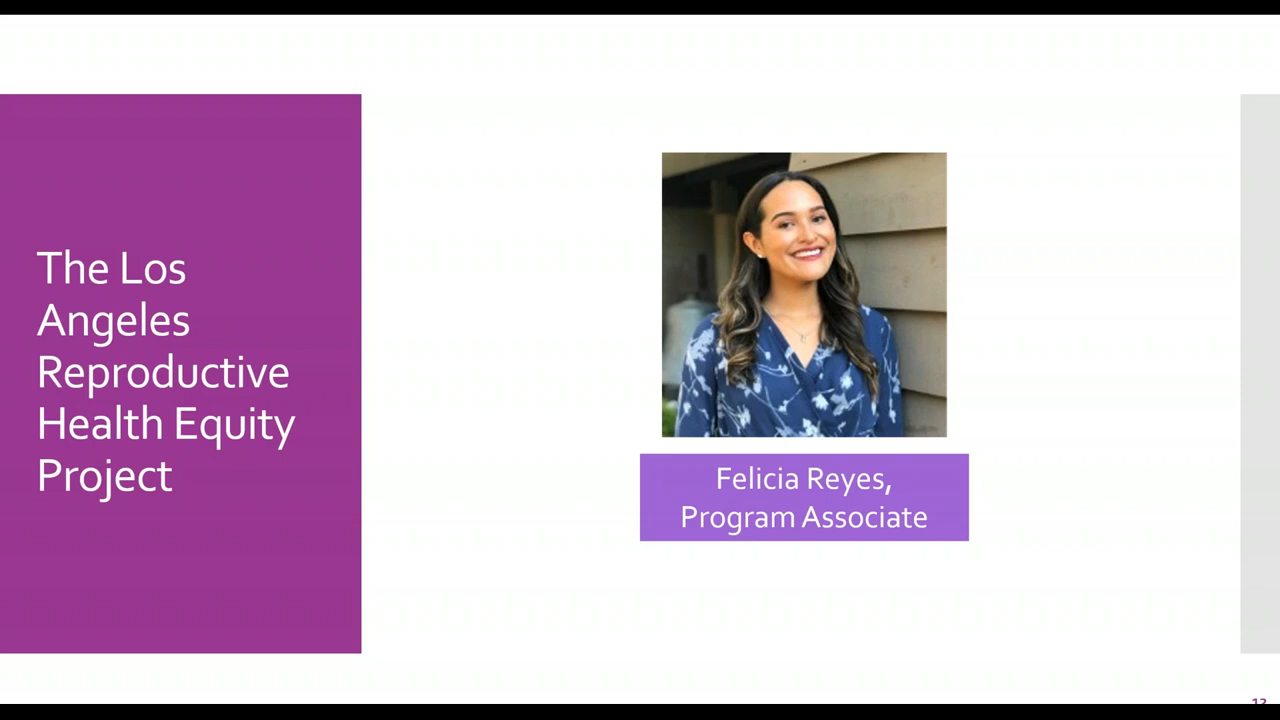 The Los
Angeles
Reproductive
Health Equity
Project
Felicia Reyes,
Program Associate